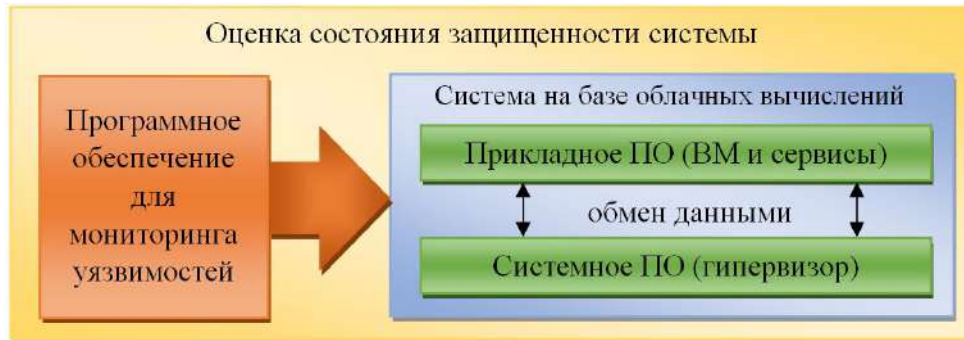 Оценка состояния защищенности системы
Программное
обеспечение
для
мониторинга
уязвимостей
Система на базе облачных вычислений
Прикладное ПО (ВМ и сервисы)
обмен данными
Системное ПО (гипервизор)